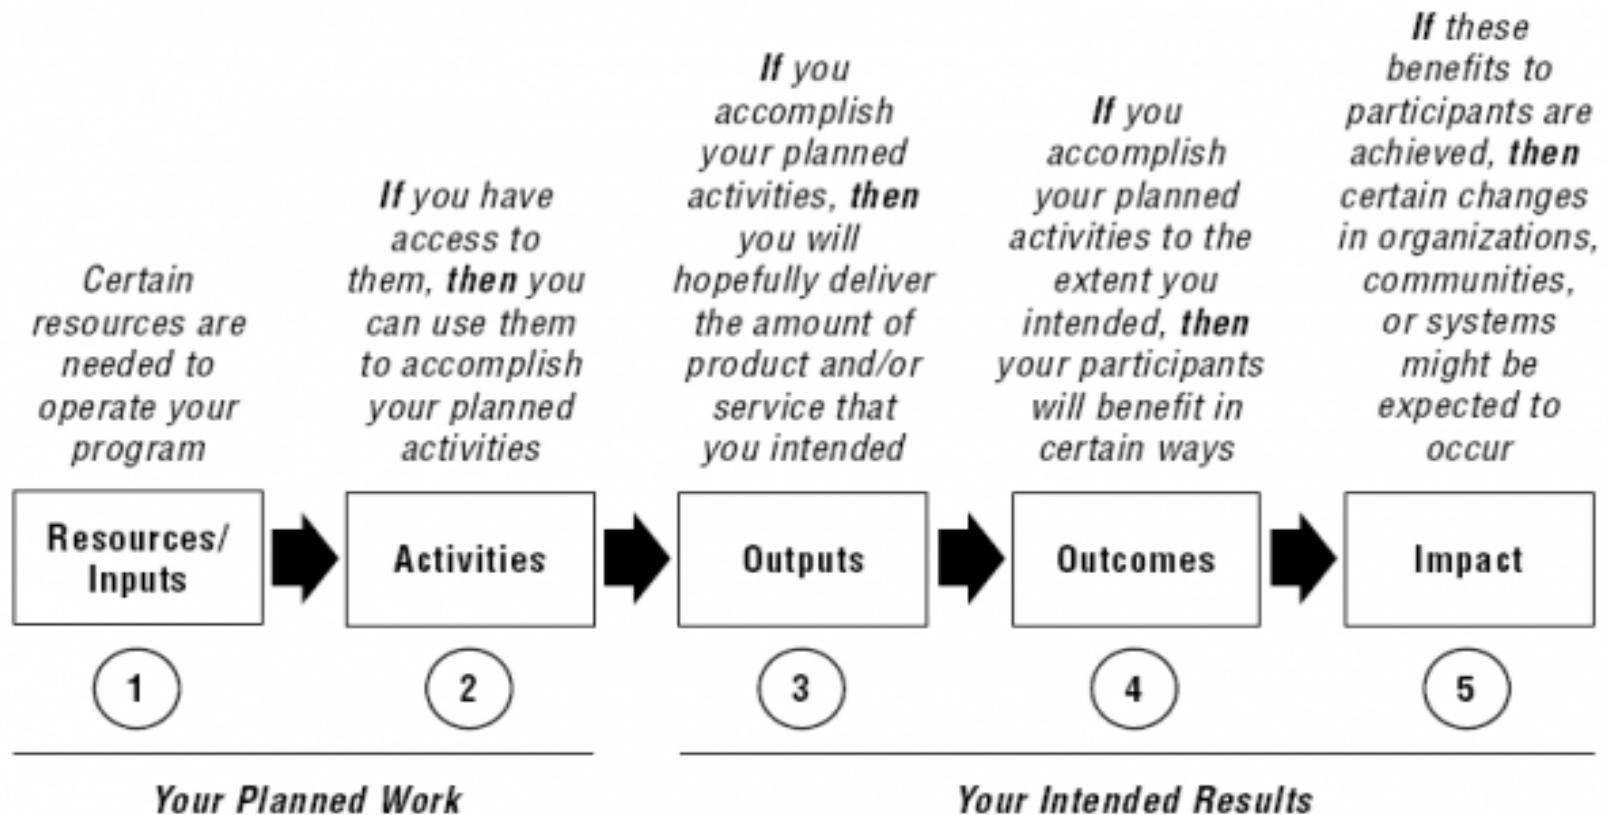 Certain
resources are
needed to
operate your
program
If you have
access to
them, then you
can use them
to accomplish
your planned
activities
If you
accomplish
your planned
activities, then
you will
hopefully deliver
the amount of
product and/or
service that
you intended
If you
accomplish
your planned
activities to the
extent you
intended, then
your participants
will benefit in
certain ways
If these
benefits to
participants are
achieved, then
certain changes
in organizations,
communities,
or systems
might be
expected to
occur
Resources/
Inputs
Activities
Outputs
Outcomes
Impact
1
2
3
4
5
Your Planned Work
Your Intended Results